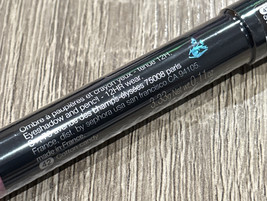 Ombre à paupières et crayon yeux - tenue 12H.
Eyeshadow and pencil - 12HR wear.
avenue des champs-élysées 75008 paris
France, dist. by sephora usa san francisco CA 94105
made in